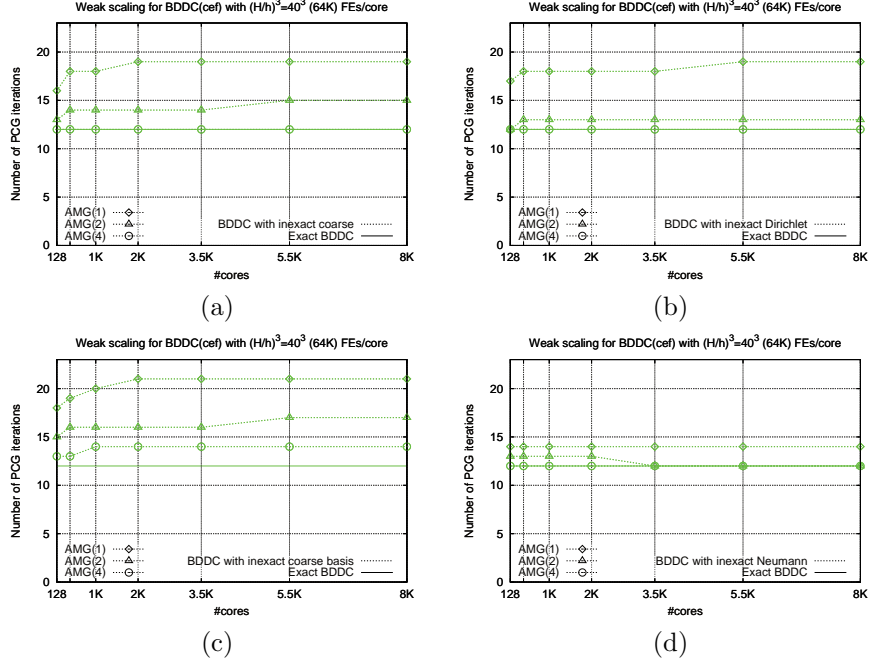 Weak scaling for BDDC(cef) with (H/h)³=40³ (64K) FEs/core
Number of PCG iterations
20
15
10
5
0
AMG(1)
AMG(2)
AMG(4)
BDDC with inexact coarse
Exact BDDC
128 1K 2K 3.5K 5.5K 8K
#cores
(a)
Weak scaling for BDDC(cef) with (H/h)³=40³ (64K) FEs/core
Number of PCG iterations
20
15
10
5
0
AMG(1)
AMG(2)
AMG(4)
BDDC with inexact Dirichlet
Exact BDDC
128 1K 2K 3.5K 5.5K 8K
#cores
(b)
Weak scaling for BDDC(cef) with (H/h)³=40³ (64K) FEs/core
Number of PCG iterations
20
15
10
5
0
AMG(1)
AMG(2)
AMG(4)
BDDC with inexact coarse basis
Exact BDDC
128 1K 2K 3.5K 5.5K 8K
#cores
(c)
Weak scaling for BDDC(cef) with (H/h)³=40³ (64K) FEs/core
Number of PCG iterations
20
15
10
5
0
AMG(1)
AMG(2)
AMG(4)
BDDC with inexact Neumann
Exact BDDC
128 1K 2K 3.5K 5.5K 8K
#cores
(d)